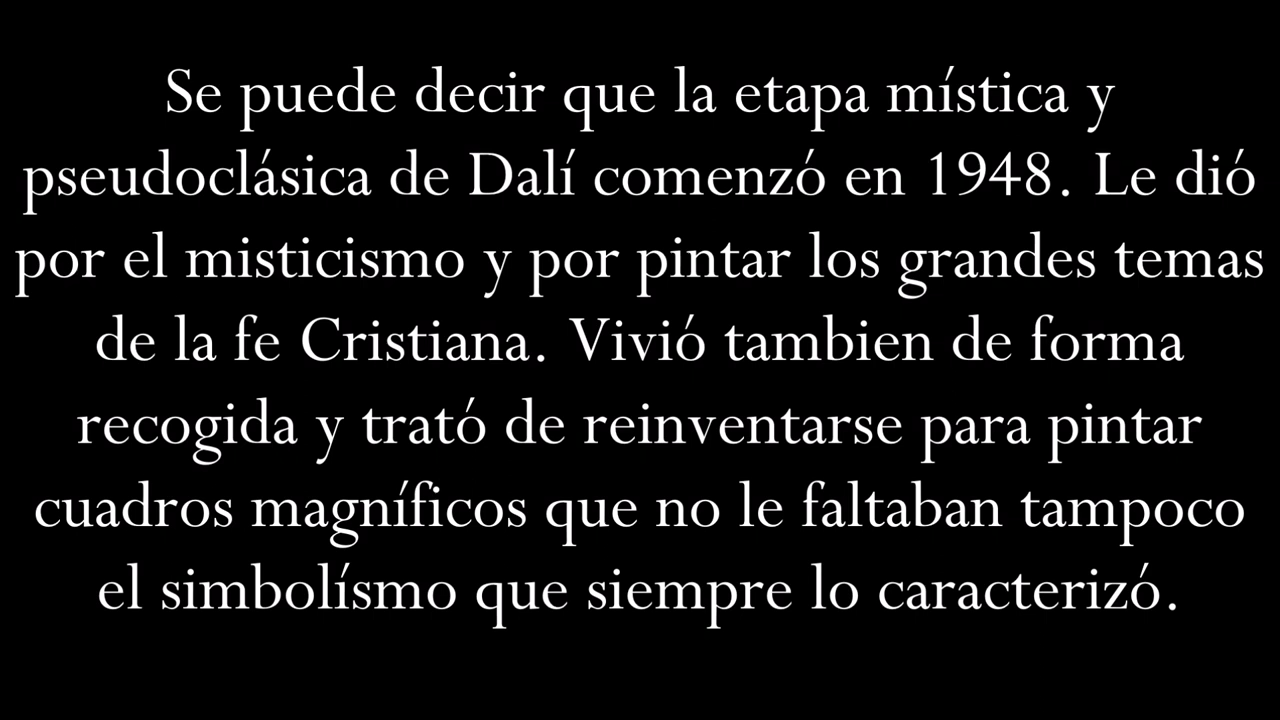 Se puede decir que la etapa mística y
pseudoclásica de Dalí comenzó en 1948. Le dió
por el misticismo y por pintar los grandes temas
de la fe Cristiana. Vivió tambien de forma
recogida y trató de reinventarse para pintar
cuadros magníficos que no le faltaban tampoco
el simbolísmo que siempre lo caracterizó.